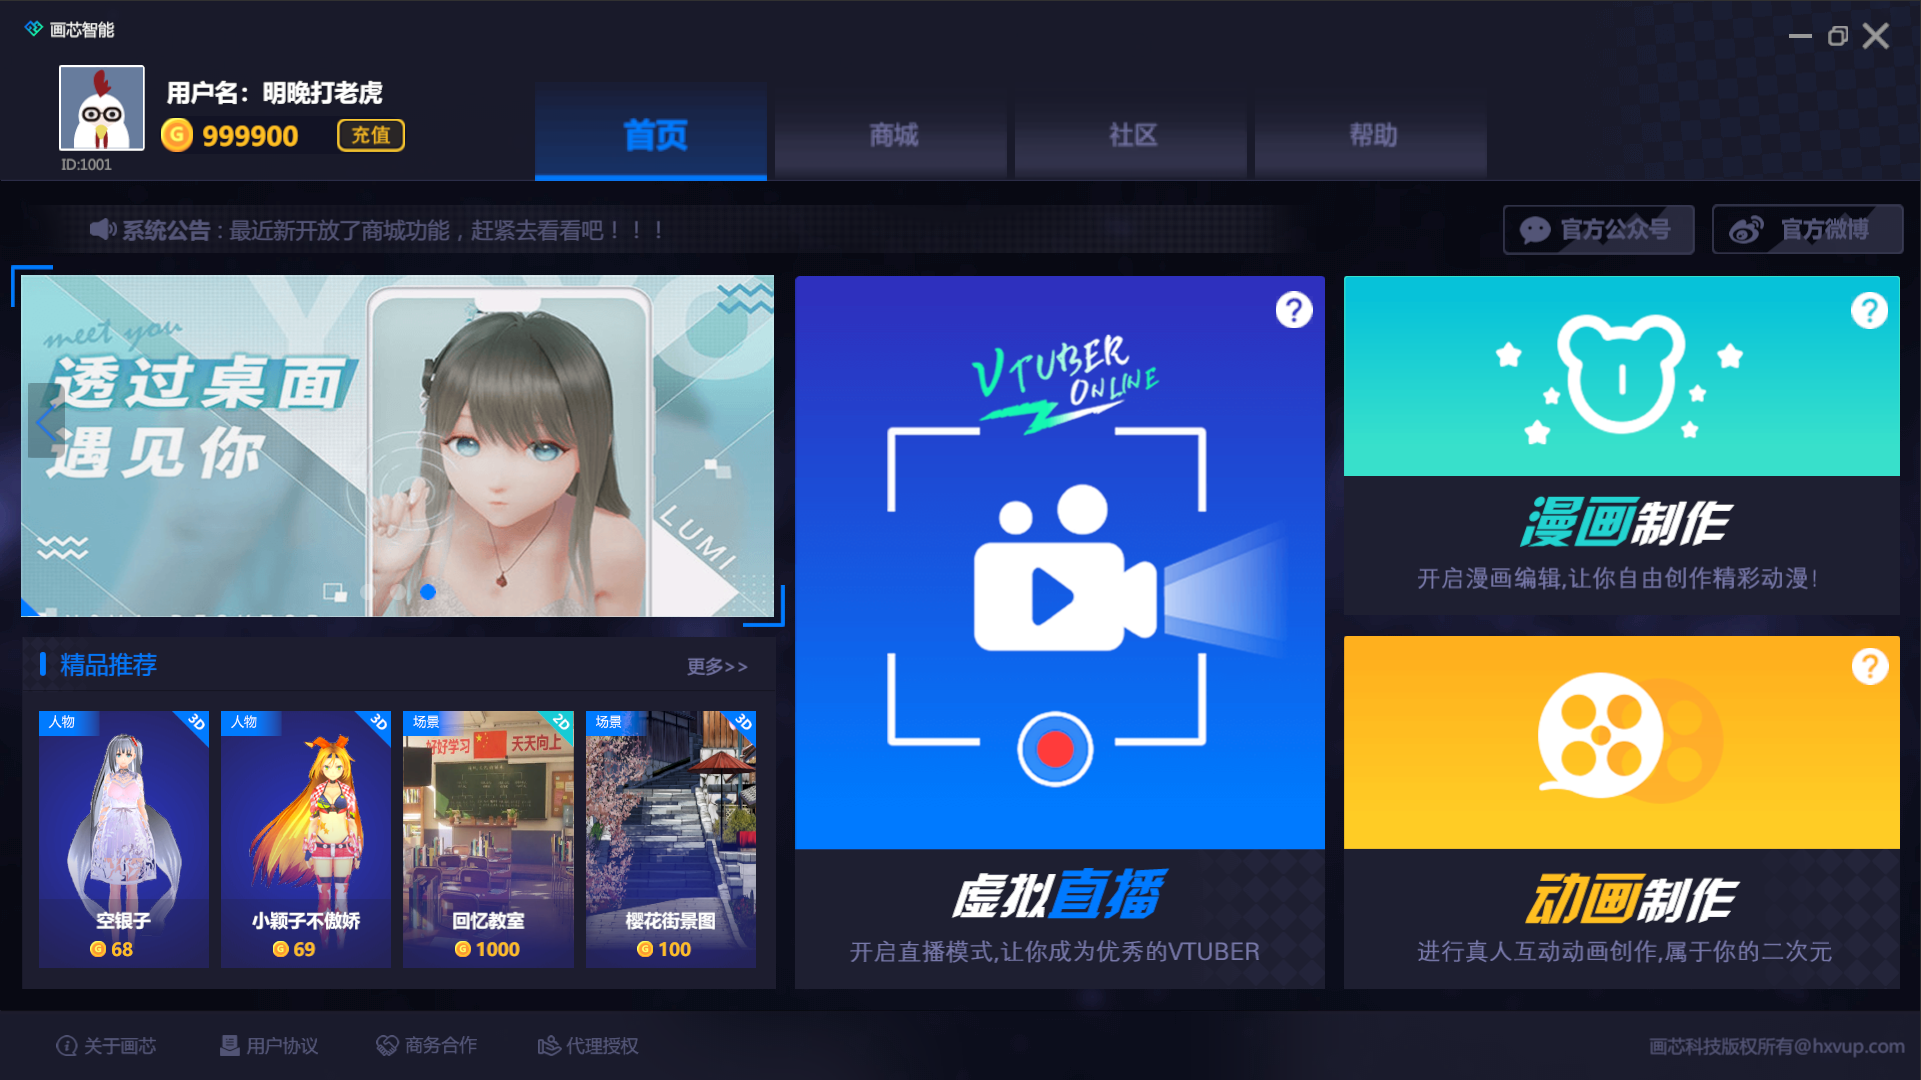 画芯智能
用户名：明晚打老虎
999900
充值
ID:1001
首页
商城
社区
帮助
系统公告 : 最近新开放了商城功能，赶紧去看看吧！！！
官方公众号
官方微博
meet you
透过桌面
遇见你
YOYO
LUMI
VTUBER
ONLINE
漫画制作
开启漫画编辑,让你自由创作精彩动漫!
精品推荐
更多>>
人物
3D
空银子
68
人物
3D
小颖子不傲娇
69
场景
2D
好好学习
天天向上
回忆教室
1000
场景
3D
樱花街景图
100
虚拟直播
开启直播模式,让你成为优秀的VTUBER
动画制作
进行真人互动动画创作,属于你的二次元
关于画芯
用户协议
商务合作
代理授权
画芯科技版权所有@hxvup.com